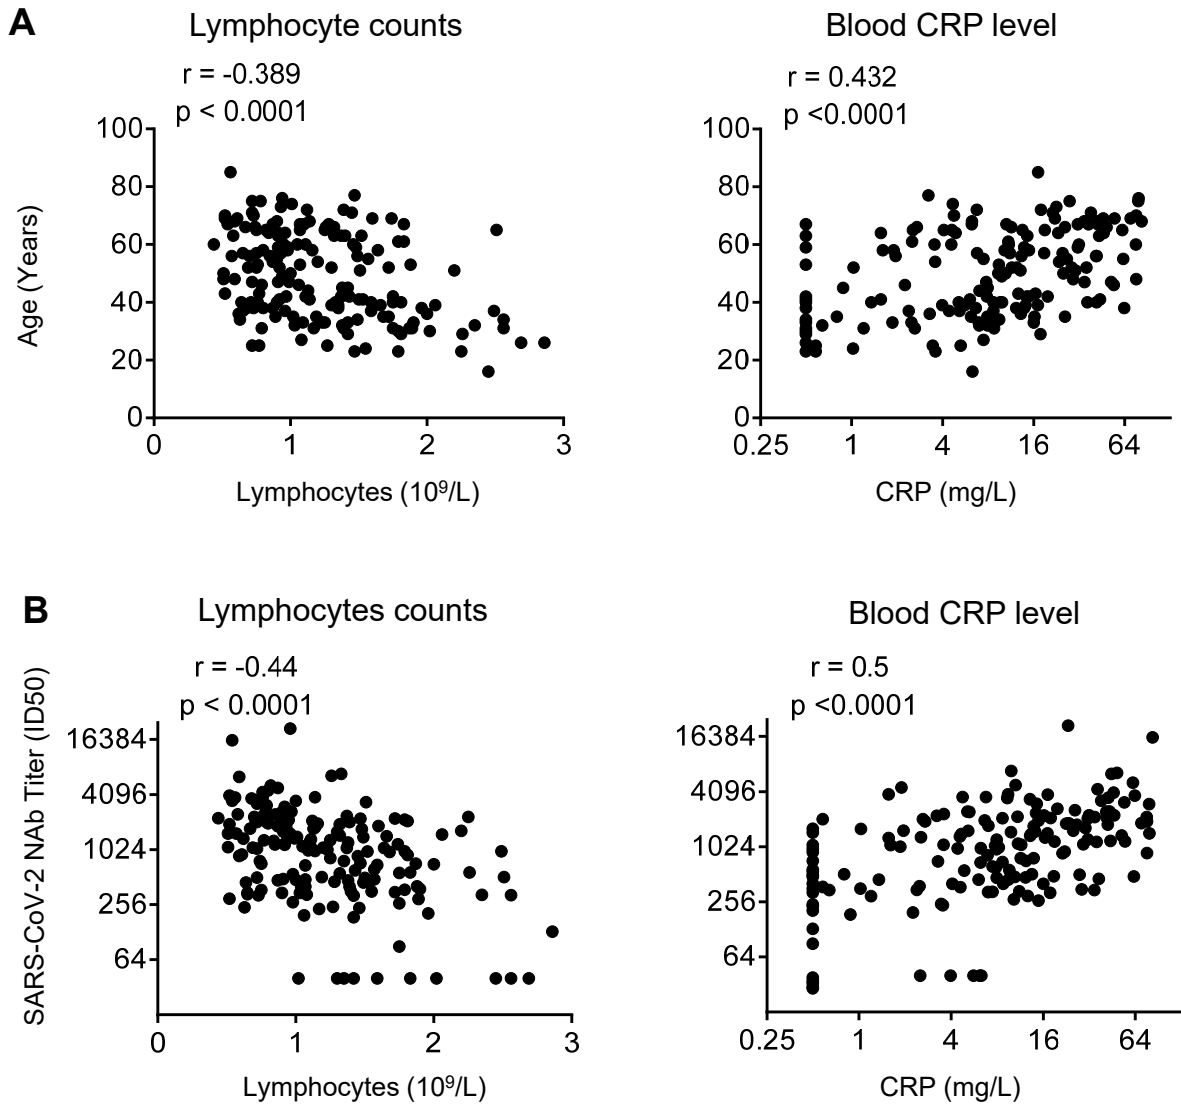 A
Lymphocyte counts
r = -0.389
p < 0.0001
100
80
60
40
20
0
0 1 2 3
Age (Years)
Lymphocytes (10⁹/L)
Blood CRP level
r = 0.432
p <0.0001
100
80
60
40
20
0
0.25 1 4 16 64
CRP (mg/L)
B
Lymphocytes counts
r = -0.44
p < 0.0001
16384
4096
1024
256
64
0 1 2 3
SARS-CoV-2 NAb Titer (ID50)
Lymphocytes (10⁹/L)
Blood CRP level
r = 0.5
p <0.0001
16384
4096
1024
256
64
0.25 1 4 16 64
CRP (mg/L)